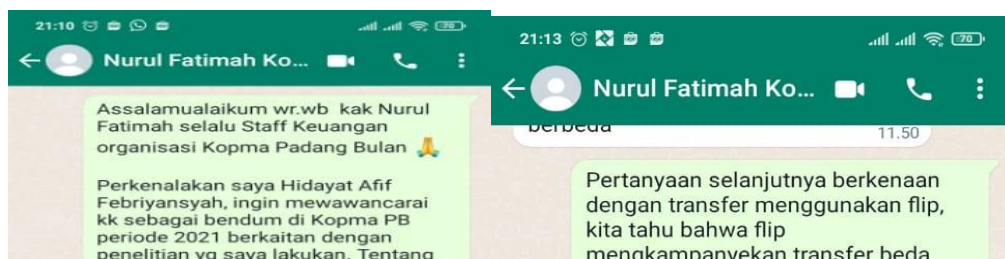 21:10
70
Nurul Fatimah Ko...
Assalamualaikum wr.wb kak Nurul
Fatimah selalu Staff Keuangan
organisasi Kopma Padang Bulan 🙏
Perkenalakan saya Hidayat Afif
Febriyansyah, ingin mewawancarai
kk sebagai bendum di Kopma PB
periode 2021 berkaitan dengan
penelitian yg saya lakukan. Tentang
21:13
70
Nurul Fatimah Ko...
berbeda
11.50
Pertanyaan selanjutnya berkenaan
dengan transfer menggunakan flip,
kita tahu bahwa flip
mengkampanyekan transfer beda